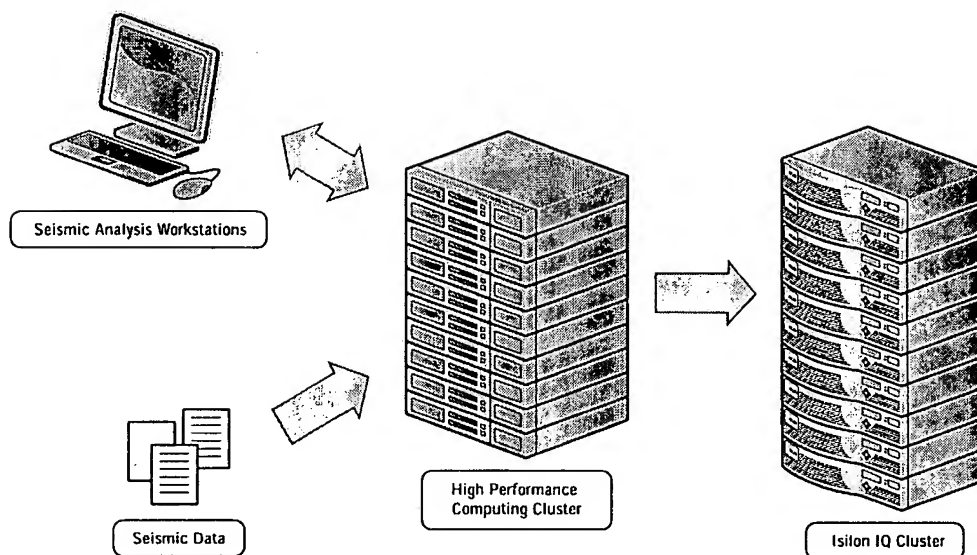 Seismic Analysis Workstations
Seismic Data
High Performance
Computing Cluster
Isilon IQ Cluster